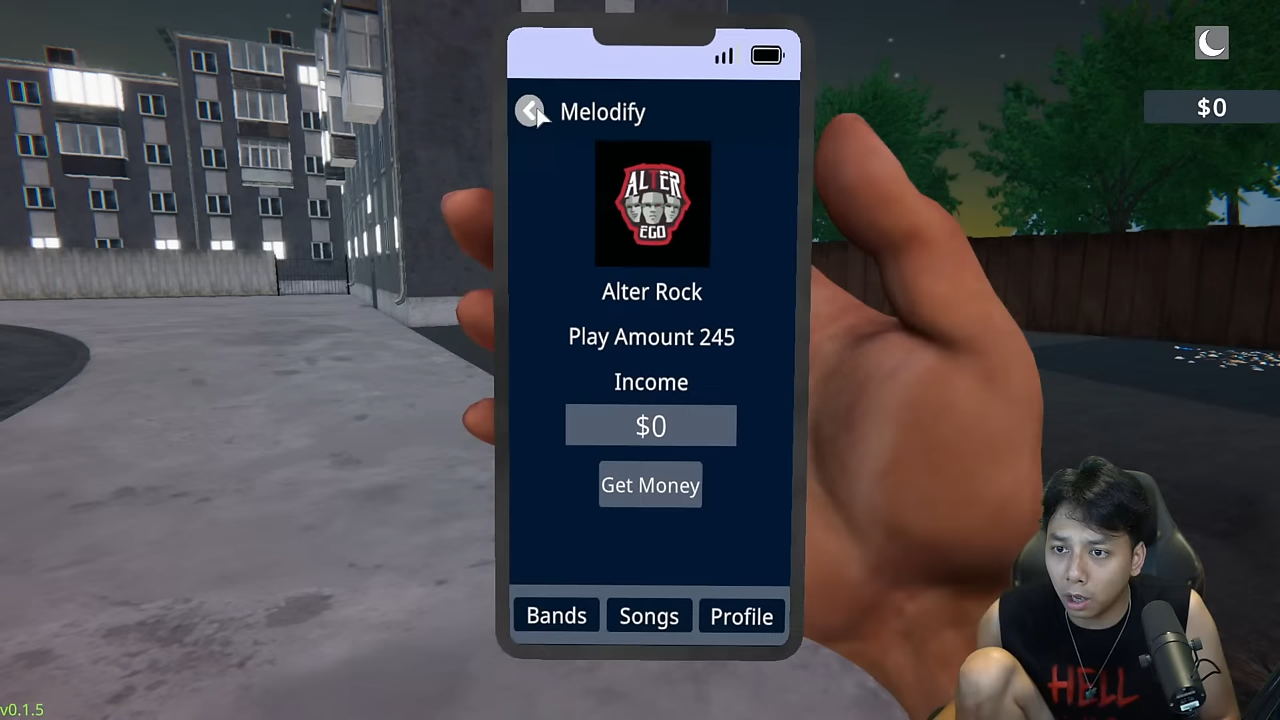 Melodify
ALTER
EGO
Alter Rock
Play Amount 245
Income
$0
Get Money
Bands Songs Profile
$0
HELL
v0.1.5